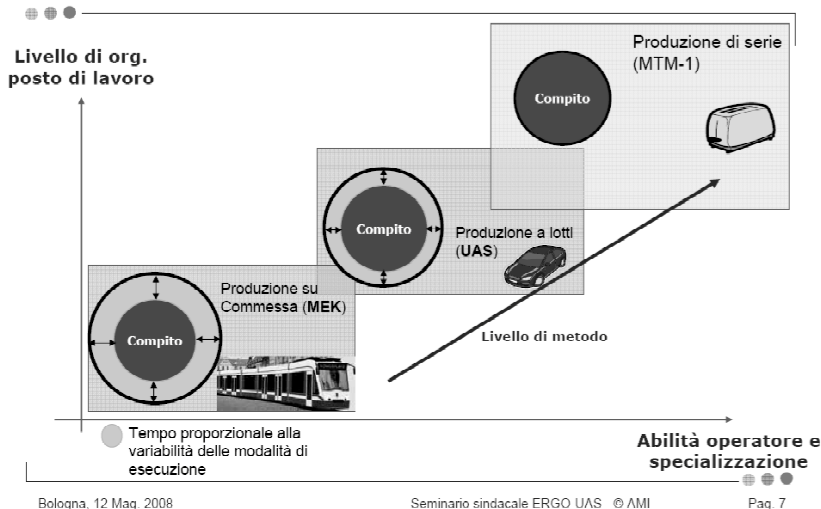 Livello di org.
posto di lavoro
Produzione di serie
(MTM-1)
Compito
Compito
Produzione a lotti
(UAS)
Produzione su
Commessa (MEK)
Compito
Livello di metodo
Tempo proporzionale alla
variabilità delle modalità di
esecuzione
Abilità operatore e
specializzazione
Bologna, 12 Mag. 2008
Seminario sindacale ERGO UAS © AMI
Pag. 7